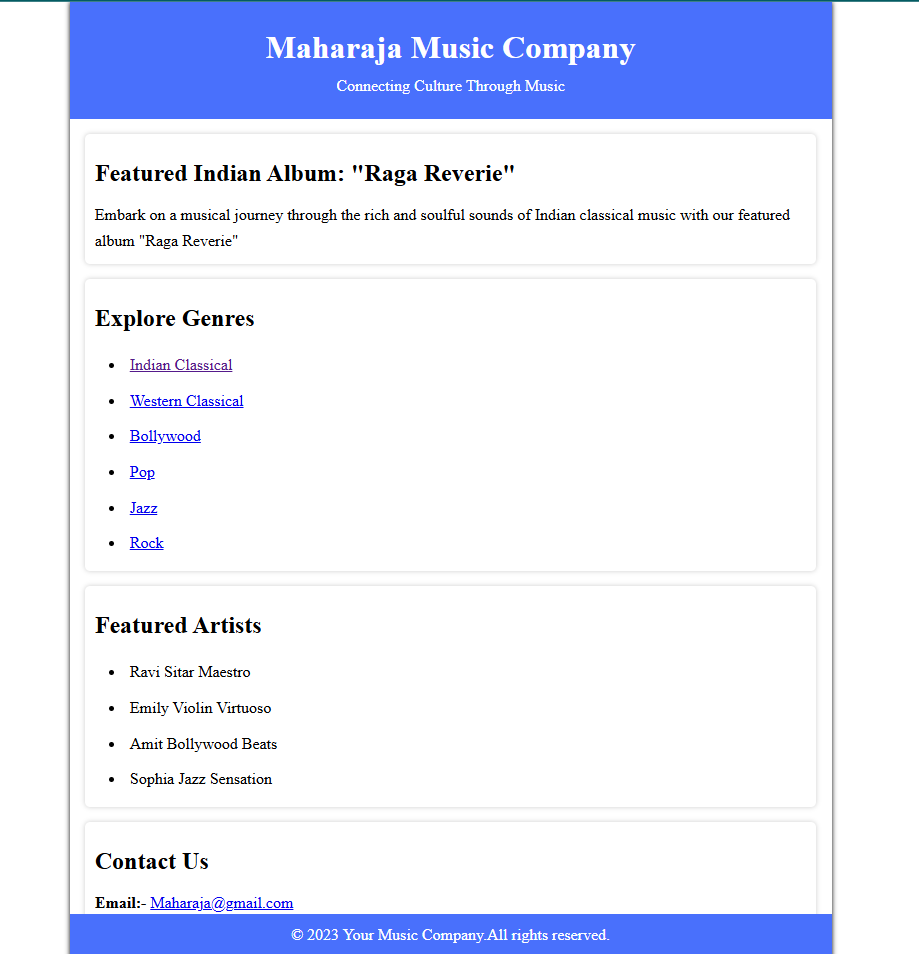 Maharaja Music Company
Connecting Culture Through Music
Featured Indian Album: "Raga Reverie"
Embark on a musical journey through the rich and soulful sounds of Indian classical music with our featured
album "Raga Reverie"
Explore Genres
• Indian Classical
• Western Classical
• Bollywood
• Pop
• Jazz
• Rock
Featured Artists
• Ravi Sitar Maestro
• Emily Violin Virtuoso
• Amit Bollywood Beats
• Sophia Jazz Sensation
Contact Us
Email:- Maharaja@gmail.com
© 2023 Your Music Company.All rights reserved.